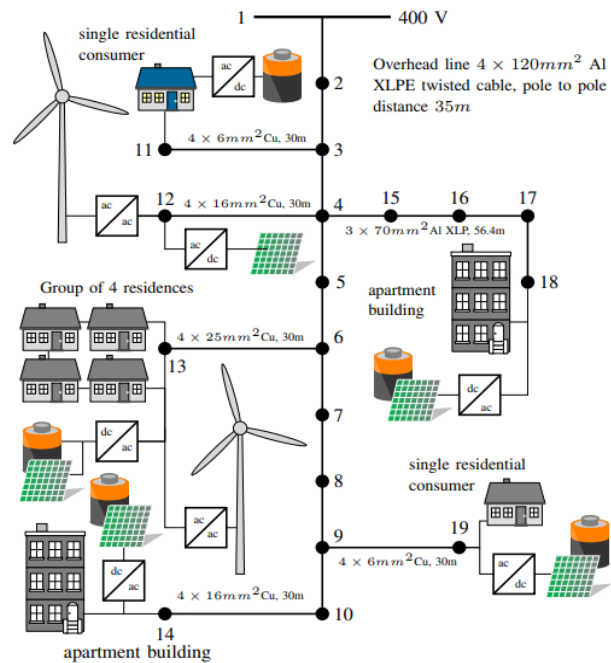 1
400 V
single residential
consumer
ac
dc
2
Overhead line 4 × 120mm² Al
XLPE twisted cable, pole to pole
distance 35m
4 × 6mm²Cu, 30m
11
3
ac
ac
12
4 × 16mm²Cu, 30m
4
15
16
17
3 × 70mm²Al XLP, 56.4m
ac
dc
Group of 4 residences
5
apartment
building
18
4 × 25mm²Cu, 30m
6
13
dc
ac
7
dc
ac
8
single residential
consumer
ac
ac
9
19
4 × 6mm²Cu, 30m
ac
dc
dc
ac
4 × 16mm²Cu, 30m
10
14
apartment building